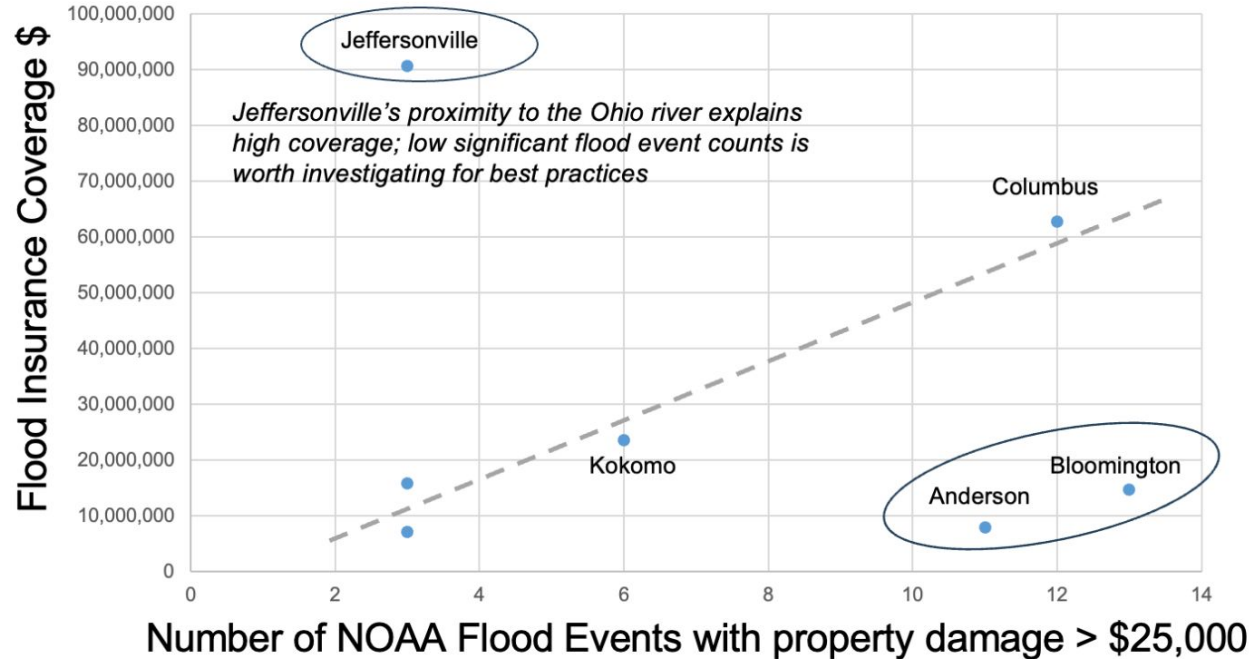 Flood Insurance Coverage $
100,000,000
90,000,000
80,000,000
70,000,000
60,000,000
50,000,000
40,000,000
30,000,000
20,000,000
10,000,000
0
Jeffersonville
Jeffersonville's proximity to the Ohio river explains
high coverage; low significant flood event counts is
worth investigating for best practices
Columbus
Kokomo
Bloomington
Anderson
0 2 4 6 8 10 12 14
Number of NOAA Flood Events with property damage > $25,000